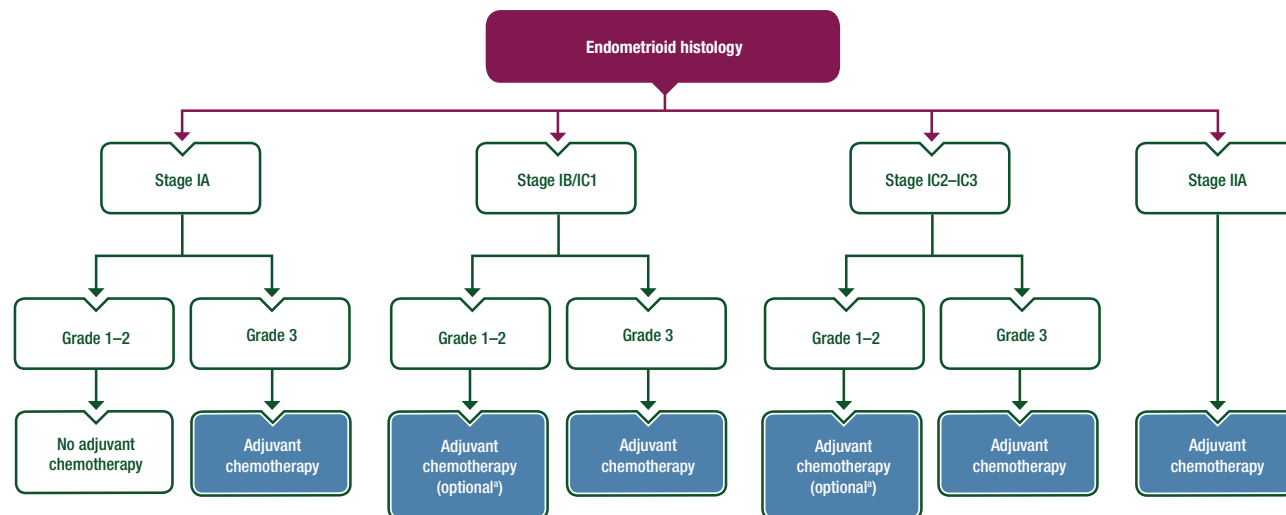 Endometrioid histology
Stage IA
Stage IB/IC1
Stage IC2–IC3
Stage IIA
Grade 1–2
Grade 3
Grade 1–2
Grade 3
Grade 1–2
Grade 3
No adjuvant
chemotherapy
Adjuvant
chemotherapy
Adjuvant
chemotherapy
(optionalᵃ)
Adjuvant
chemotherapy
Adjuvant
chemotherapy
(optionalᵃ)
Adjuvant
chemotherapy
Adjuvant
chemotherapy